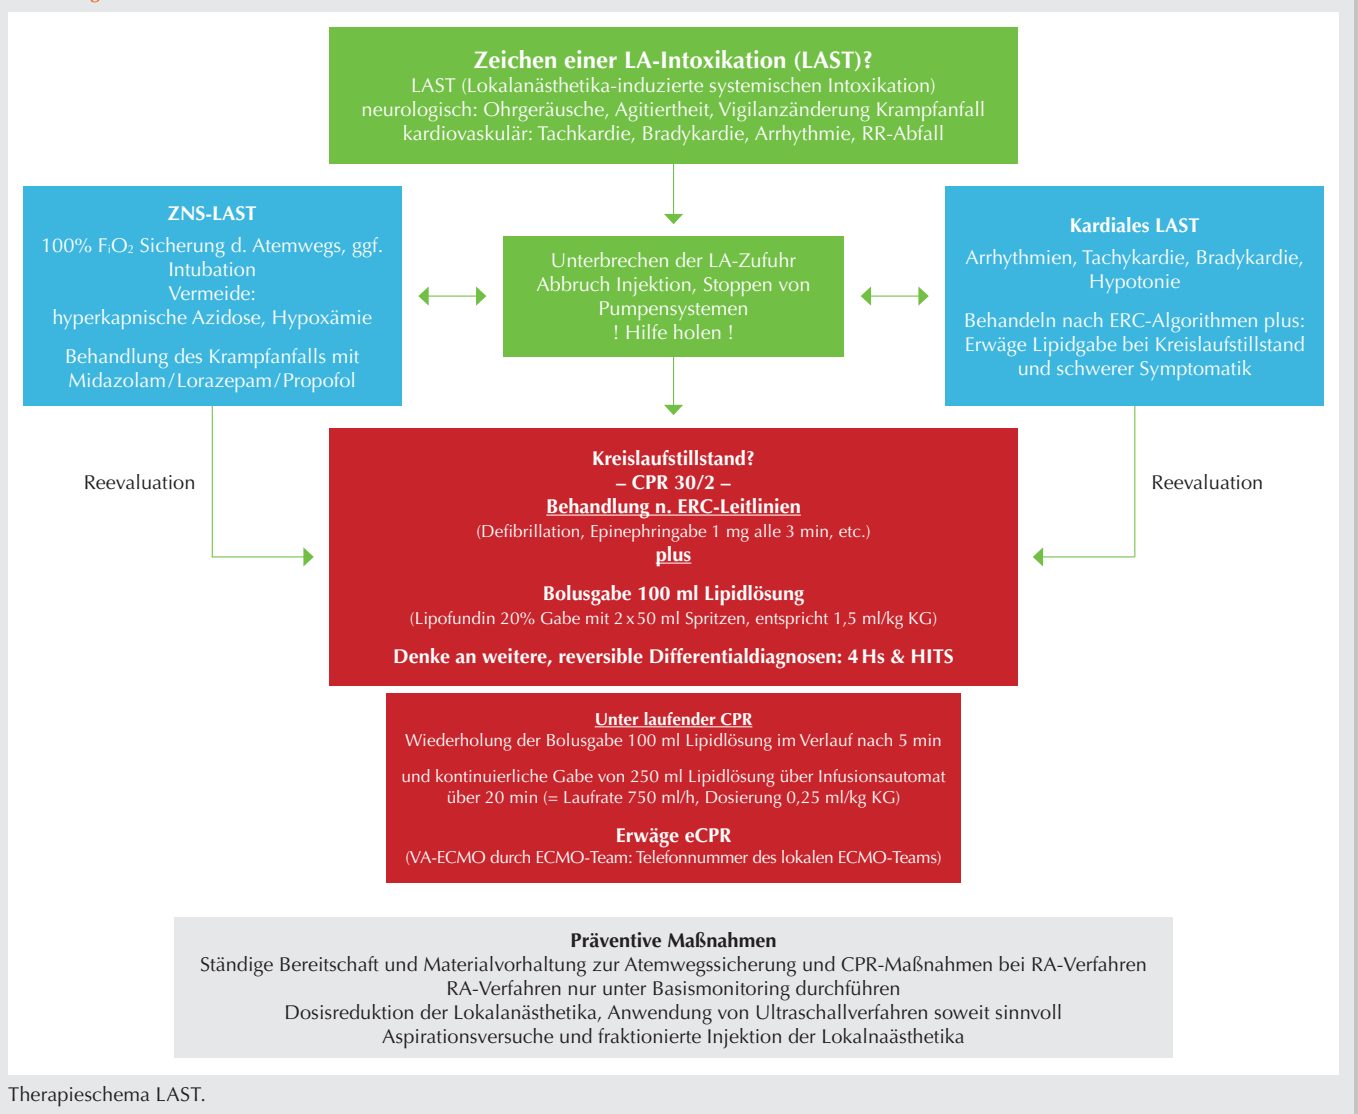 Zeichen einer LA-Intoxikation (LAST)?
LAST (Lokalanästhetika-induzierte systemischen Intoxikation)
neurologisch: Ohrgeräusche, Agitiertheit, Vigilanzänderung Krampfanfall
kardiovaskulär: Tachkardie, Bradykardie, Arrhythmie, RR-Abfall
ZNS-LAST
100% FiO2 Sicherung d. Atemwegs, ggf.
Intubation
Vermeide:
hyperkapnische Azidose, Hypoxämie
Behandlung des Krampfanfalls mit
Midazolam/Lorazepam/Propofol
Unterbrechen der LA-Zufuhr
Abbruch Injektion, Stoppen von
Pumpensystemen
! Hilfe holen !
Kardiales LAST
Arrhythmien, Tachykardie, Bradykardie,
Hypotonie
Behandeln nach ERC-Algorithmen plus:
Erwäge Lipidgabe bei Kreislaufstillstand
und schwerer Symptomatik
Reevaluation
Kreislaufstillstand?
– CPR 30/2 –
Behandlung n. ERC-Leitlinien
(Defibrillation, Epinephringabe 1 mg alle 3 min, etc.)
plus
Bolusgabe 100 ml Lipidlösung
(Lipofundin 20% Gabe mit 2x50 ml Spritzen, entspricht 1,5 ml/kg KG)
Denke an weitere, reversible Differentialdiagnosen: 4Hs & HITS
Reevaluation
Unter laufender CPR
Wiederholung der Bolusgabe 100 ml Lipidlösung im Verlauf nach 5 min
und kontinuierliche Gabe von 250 ml Lipidlösung über Infusionsautomat
über 20 min (= Laufrate 750 ml/h, Dosierung 0,25 ml/kg KG)
Erwäge eCPR
(VA-ECMO durch ECMO-Team: Telefonnummer des lokalen ECMO-Teams)
Präventive Maßnahmen
Ständige Bereitschaft und Materialvorhaltung zur Atemwegssicherung und CPR-Maßnahmen bei RA-Verfahren
RA-Verfahren nur unter Basismonitoring durchführen
Dosisreduktion der Lokalanästhetika, Anwendung von Ultraschallverfahren soweit sinnvoll
Aspirationsversuche und fraktionierte Injektion der Lokalnaästhetika
Therapieschema LAST.